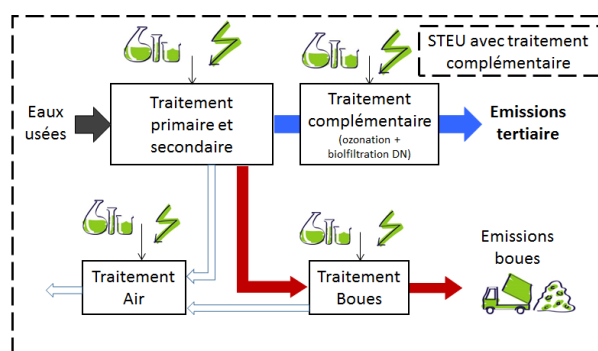 STEU avec traitement
complémentaire
Eaux
usées
Traitement
primaire et
secondaire
Traitement
complémentaire
(ozonation +
biolfiltration DN)
Emissions
tertiaire
Traitement
Air
Traitement
Boues
Emissions
boues